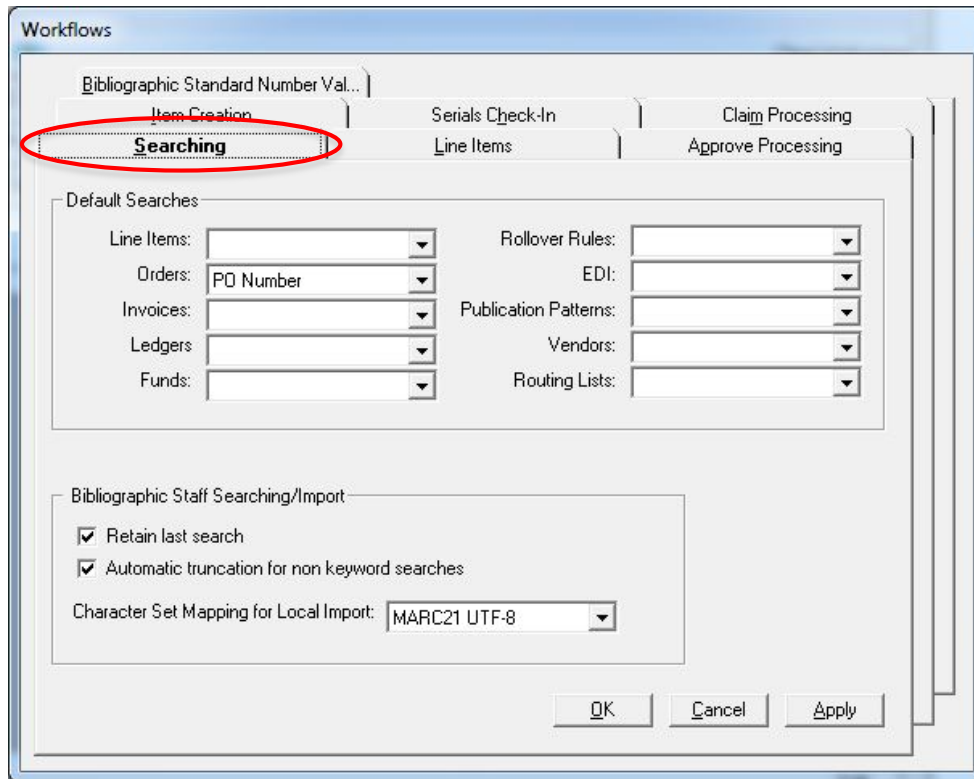 Workflows
Bibliographic Standard Number Val...
Item Creation
Serials Check-In
Claim Processing
Searching
Line Items
Approve Processing
Default Searches
Line Items:
Rollover Rules:
Orders: PO Number
EDI:
Invoices:
Publication Patterns:
Ledgers
Vendors:
Funds:
Routing Lists:
Bibliographic Staff Searching/Import
Retain last search
Automatic truncation for non keyword searches
Character Set Mapping for Local Import: MARC21 UTF-8
OK
Cancel
Apply